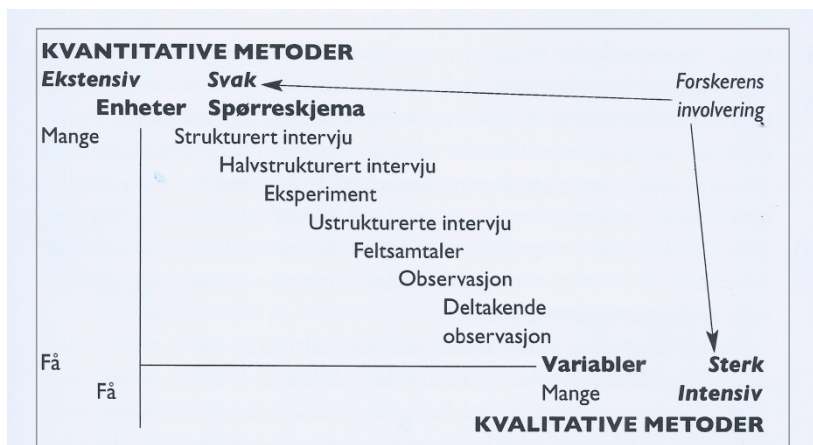 KVANTITATIVE METODER
Ekstensiv Svak Forskerens
Enheter Spørreskjema involvering
Mange Strukturert intervju
Halvstrukturert intervju
Eksperiment
Ustrukturerte intervju
Feltsamtaler
Observasjon
Deltakende
observasjon
Få Variabler Sterk
Få Mange Intensiv
KVALITATIVE METODER